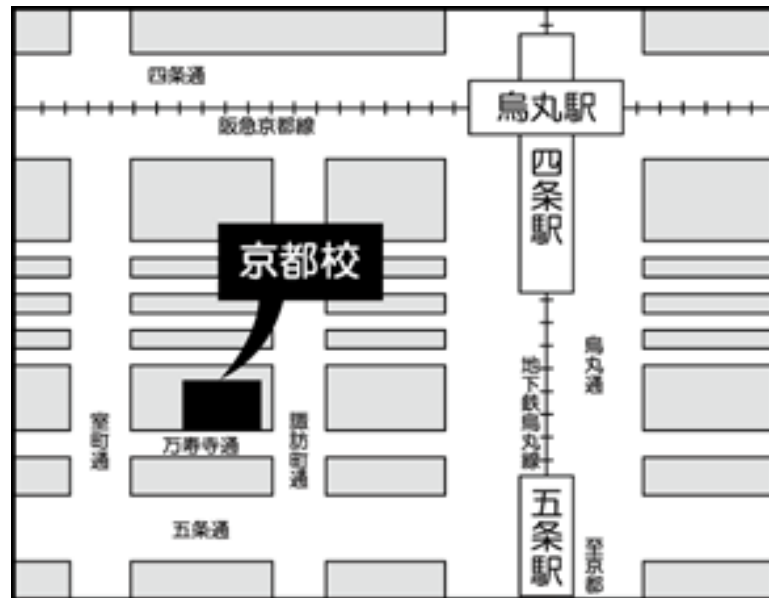 四条通
烏丸駅
阪急京都線
四条駅
京都校
烏丸通
地下鉄烏丸線
室町通
諏訪町通
万寿寺通
五条通
五条駅
至京都